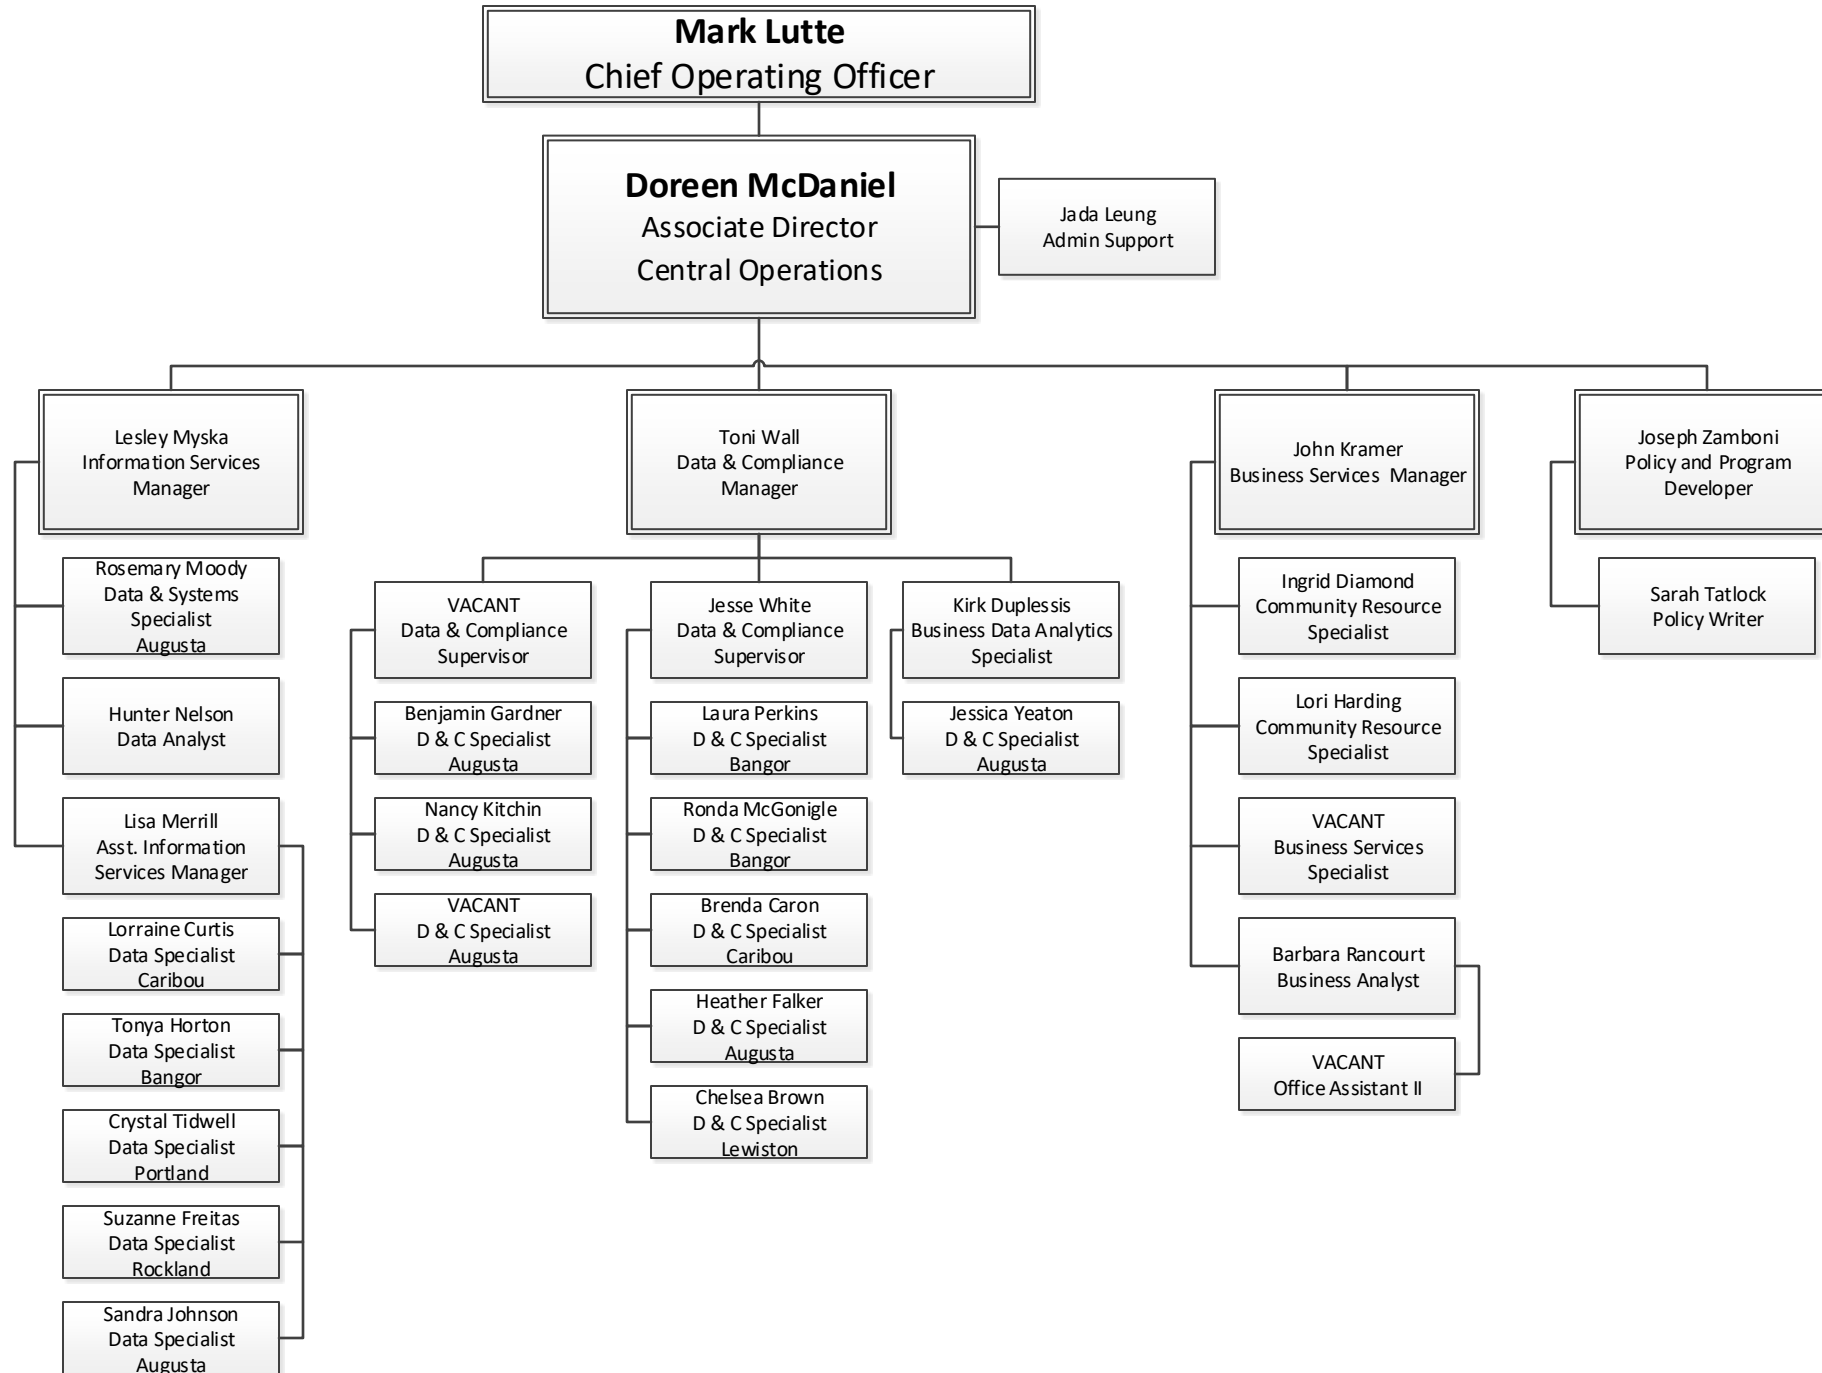 Mark Lutte
Chief Operating Officer
Doreen McDaniel
Associate Director
Central Operations
Jada Leung
Admin Support
Lesley Myska
Information Services
Manager
Rosemary Moody
Data & Systems
Specialist
Augusta
Hunter Nelson
Data Analyst
Lisa Merrill
Asst. Information
Services Manager
Lorraine Curtis
Data Specialist
Caribou
Tonya Horton
Data Specialist
Bangor
Crystal Tidwell
Data Specialist
Portland
Suzanne Freitas
Data Specialist
Rockland
Sandra Johnson
Data Specialist
Augusta
Toni Wall
Data & Compliance
Manager
VACANT
Data & Compliance
Supervisor
Benjamin Gardner
D & C Specialist
Augusta
Nancy Kitchin
D & C Specialist
Augusta
VACANT
D & C Specialist
Augusta
Jesse White
Data & Compliance
Supervisor
Laura Perkins
D & C Specialist
Bangor
Ronda McGonigle
D & C Specialist
Bangor
Brenda Caron
D & C Specialist
Caribou
Heather Falker
D & C Specialist
Augusta
Chelsea Brown
D & C Specialist
Lewiston
Kirk Duplessis
Business Data Analytics
Specialist
Jessica Yeaton
D & C Specialist
Augusta
John Kramer
Business Services Manager
Ingrid Diamond
Community Resource
Specialist
Lori Harding
Community Resource
Specialist
VACANT
Business Services
Specialist
Barbara Rancourt
Business Analyst
VACANT
Office Assistant II
Joseph Zamboni
Policy and Program
Developer
Sarah Tatlock
Policy Writer